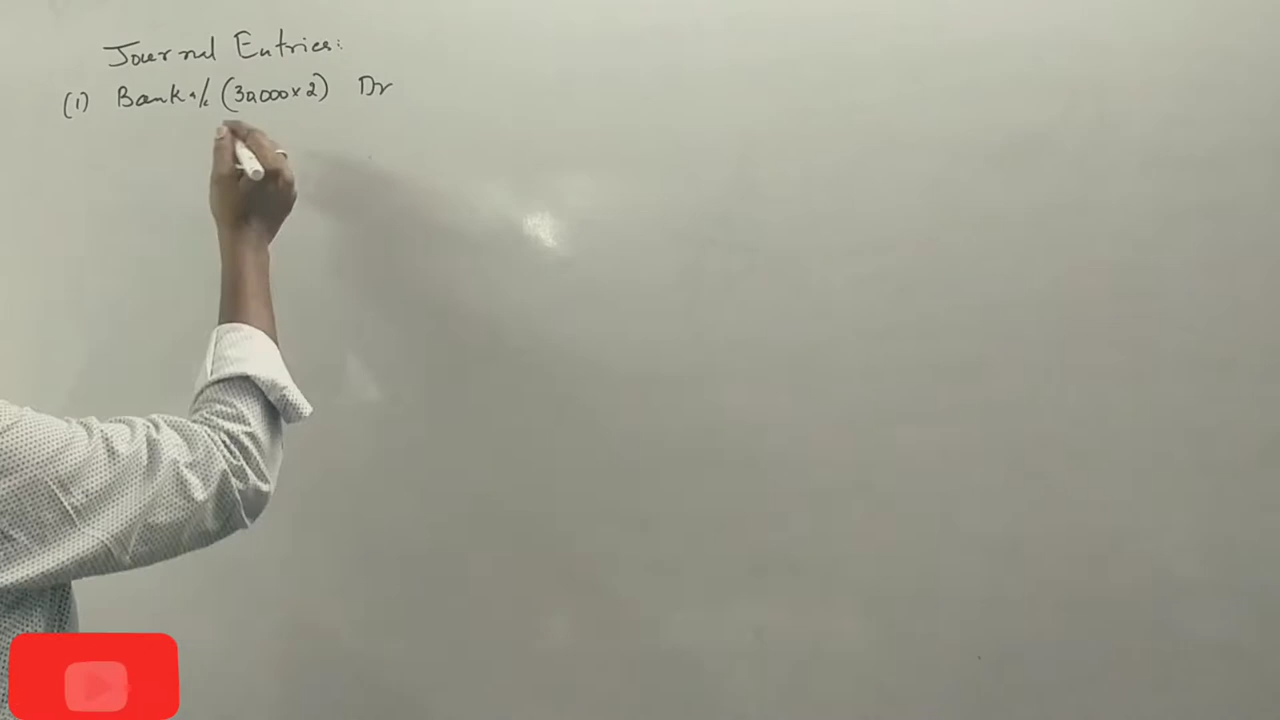 Journal Entries:
(1) Bank a/c (30,000×2) Dr